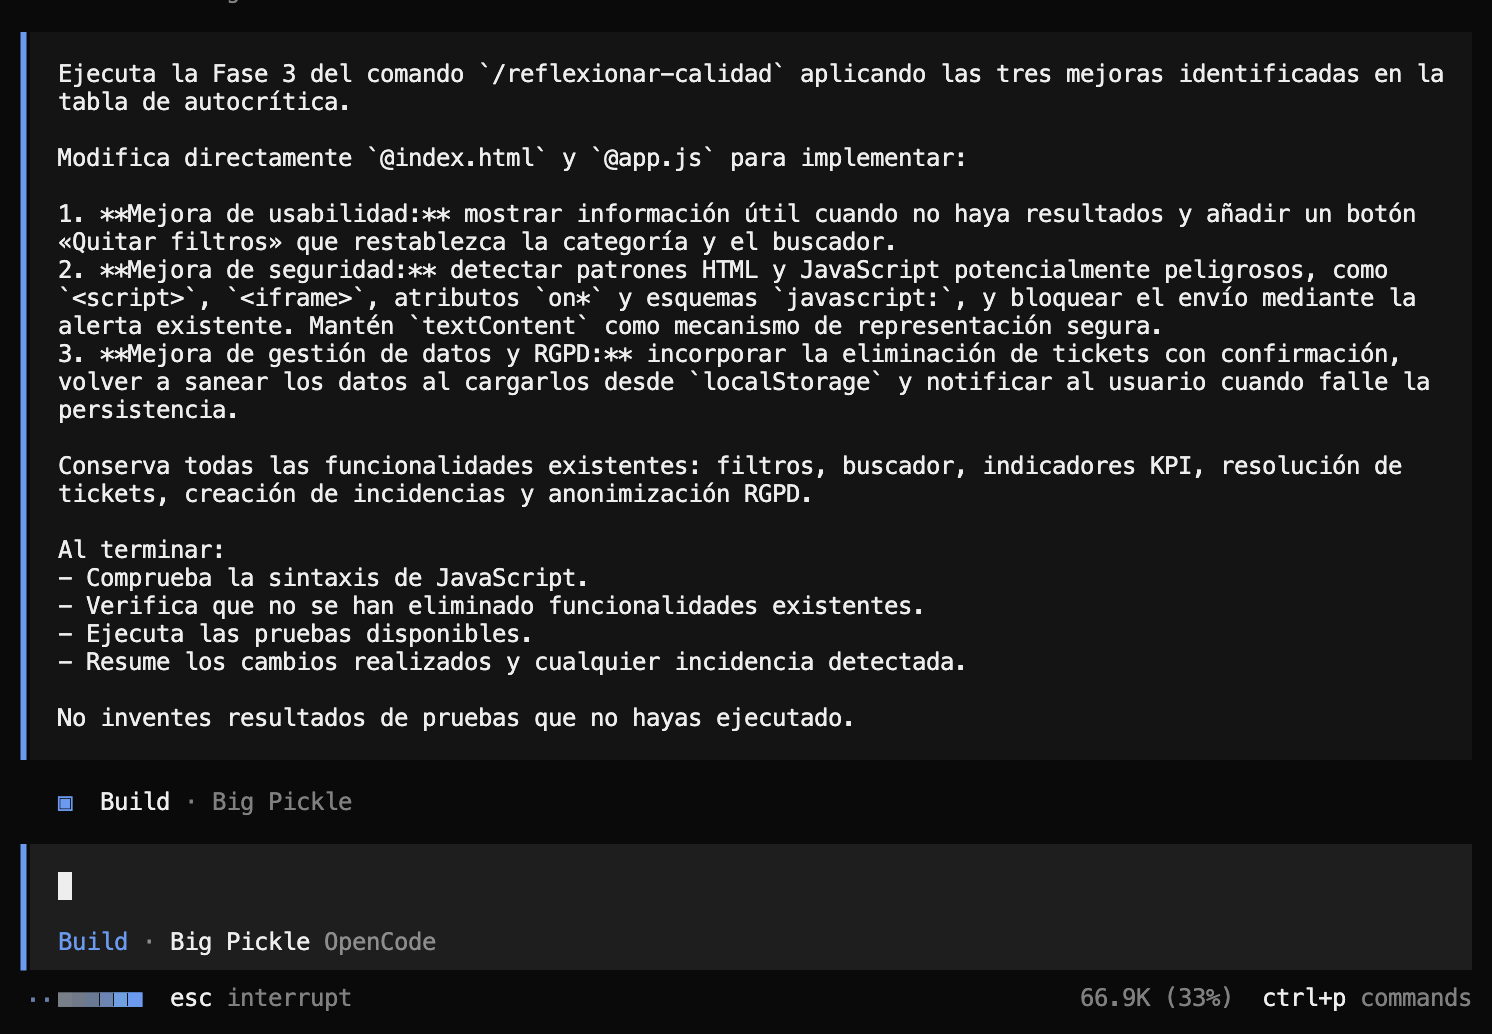 Ejecuta la Fase 3 del comando `/reflexionar-calidad` aplicando las tres mejoras identificadas en la
tabla de autocrítica.
Modifica directamente `@index.html` y `@app.js` para implementar:
1. **Mejora de usabilidad:** mostrar información útil cuando no haya resultados y añadir un botón
«Quitar filtros» que restablezca la categoría y el buscador.
2. **Mejora de seguridad:** detectar patrones HTML y JavaScript potencialmente peligrosos, como
`<script>`, `<iframe>`, atributos `on*` y esquemas `javascript:`, y bloquear el envío mediante la
alerta existente. Mantén `textContent` como mecanismo de representación segura.
3. **Mejora de gestión de datos y RGPD:** incorporar la eliminación de tickets con confirmación,
volver a sanear los datos al cargarlos desde `localStorage` y notificar al usuario cuando falle la
persistencia.
Conserva todas las funcionalidades existentes: filtros, buscador, indicadores KPI, resolución de
tickets, creación de incidencias y anonimización RGPD.
Al terminar:
- Comprueba la sintaxis de JavaScript.
- Verifica que no se han eliminado funcionalidades existentes.
- Ejecuta las pruebas disponibles.
- Resume los cambios realizados y cualquier incidencia detectada.
No inventes resultados de pruebas que no hayas ejecutado.
Build · Big Pickle
Build · Big Pickle OpenCode
esc interrupt 66.9K (33%) ctrl+p commands